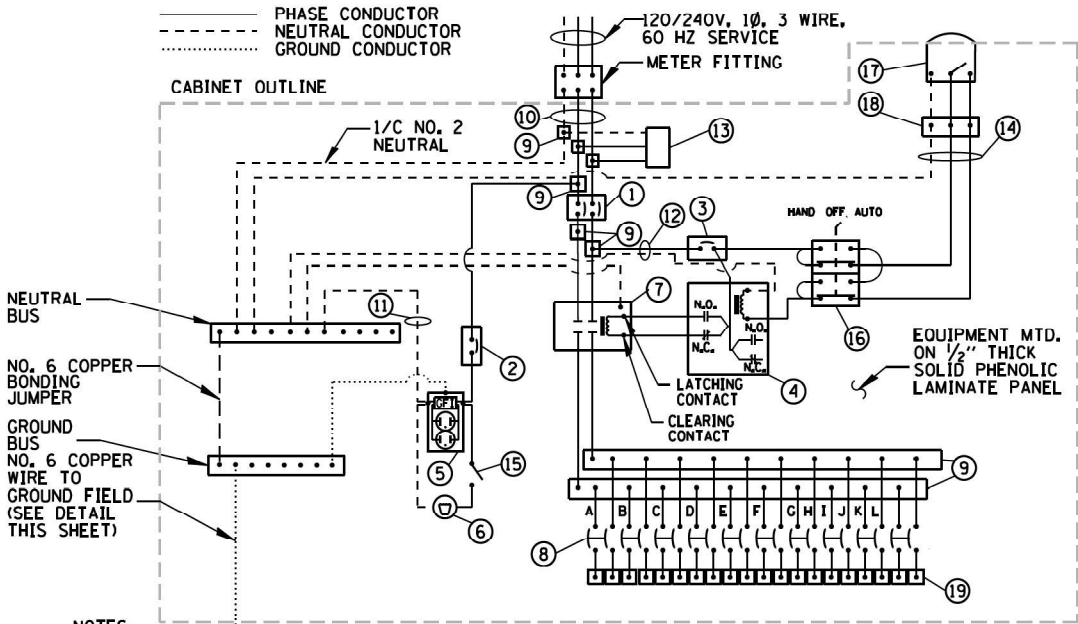 PHASE CONDUCTOR
NEUTRAL CONDUCTOR
GROUND CONDUCTOR
120/240V, 1Ø, 3 WIRE,
60 HZ SERVICE
METER FITTING
CABINET OUTLINE
17
18
10
1/C NO. 2
NEUTRAL
9
13
14
9
1
12
3
HAND OFF AUTO
9
7
N.O.
N.O.
N.C.
N.C.
16
NEUTRAL
BUS
11
2
4
EQUIPMENT MTD.
ON 1/2" THICK
SOLID PHENOLIC
LAMINATE PANEL
NO. 6 COPPER
BONDING
JUMPER
LATCHING
CONTACT
CLEARING
CONTACT
GFI
GROUND
BUS
NO. 6 COPPER
WIRE TO
GROUND FIELD
(SEE DETAIL
THIS SHEET)
5
15
6
9
9
A B C D E F G H I J K L
8
19
NOTES